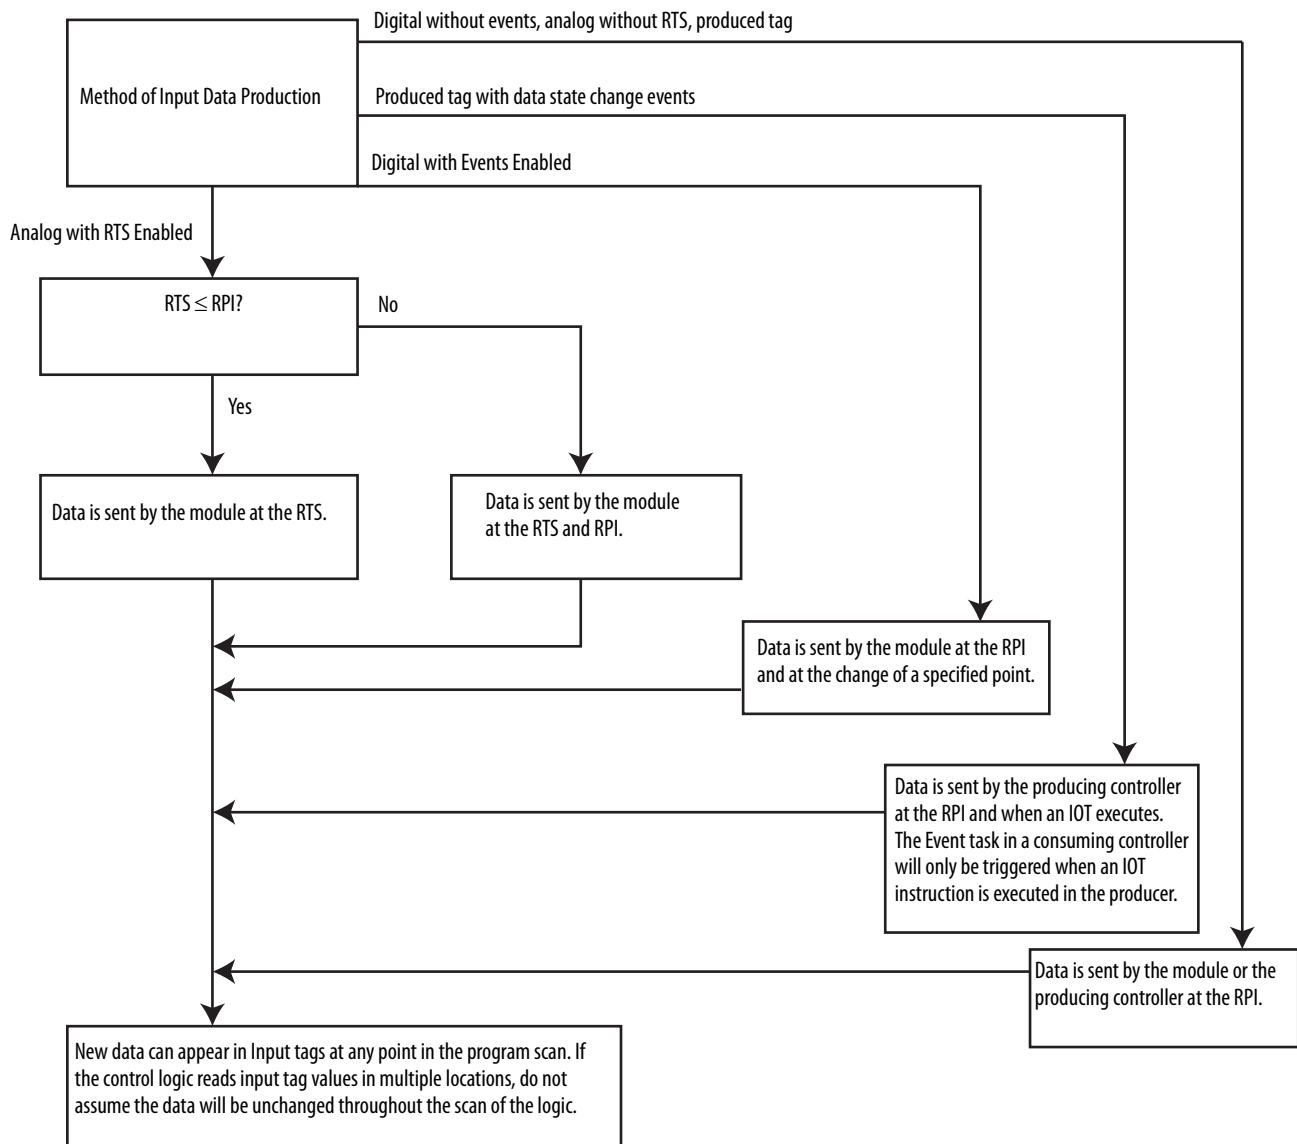 Digital without events, analog without RTS, produced tag
Method of Input Data Production
Produced tag with data state change events
Digital with Events Enabled
Analog with RTS Enabled
RTS ≤ RPI?
No
Yes
Data is sent by the module at the RTS.
Data is sent by the module
at the RTS and RPI.
Data is sent by the module at the RPI
and at the change of a specified point.
Data is sent by the producing controller
at the RPI and when an IOT executes.
The Event task in a consuming controller
will only be triggered when an IOT
instruction is executed in the producer.
Data is sent by the module or the
producing controller at the RPI.
New data can appear in Input tags at any point in the program scan. If
the control logic reads input tag values in multiple locations, do not
assume the data will be unchanged throughout the scan of the logic.